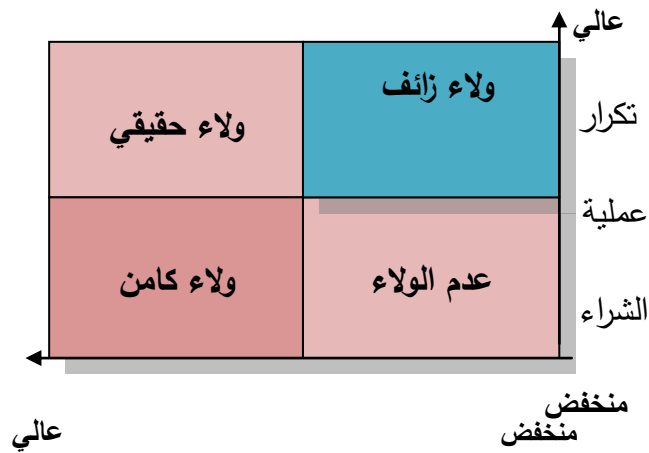 عالي
ولاء زائف
ولاء حقيقي
تكرار
عملية
الشراء
عدم الولاء
ولاء كامن
منخفض
منخفض
عالي